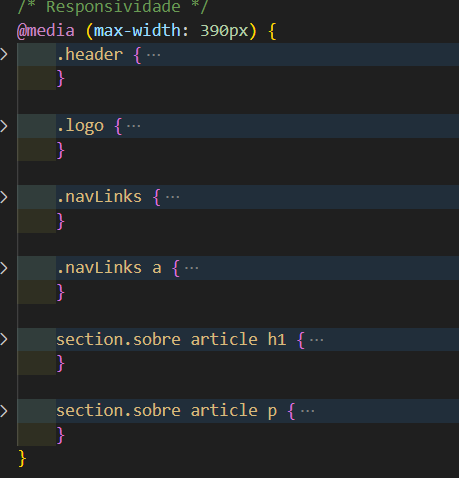 /* Responsividade */
@media (max-width: 390px) {
.header { ···
}
.logo { ···
}
.navLinks { ···
}
.navLinks a { ···
}
section.sobre article h1 { ···
}
section.sobre article p { ···
}
}